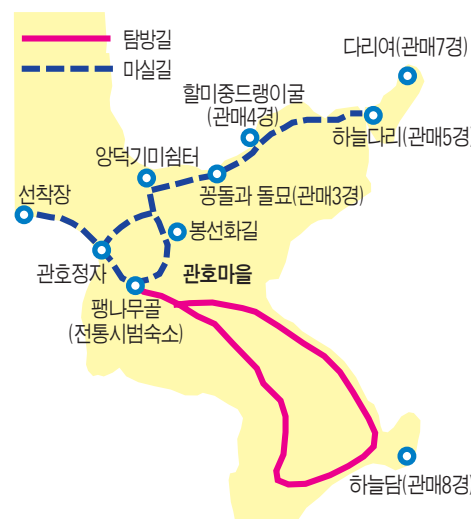 탐방길
마실길
다리여(관매7경)
할미중드랭이굴
(관매4경)
하늘다리(관매5경)
앙덕기미쉼터
꽁돌과 돌묘(관매3경)
선착장
봉선화길
관호정자
관호마을
팽나무골
(전통시범숙소)
하늘담(관매8경)